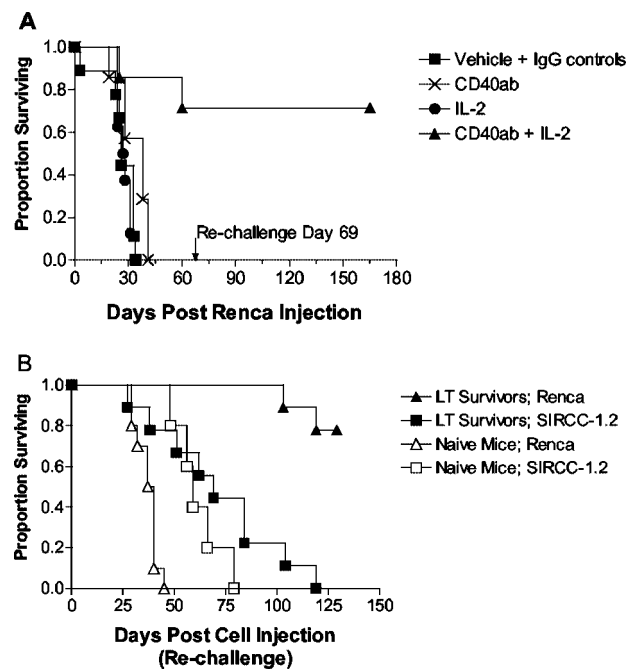 A
1.0
0.8
0.6
0.4
0.2
0.0
Proportion Surviving
0 30 60 90 120 150 180
Days Post Renca Injection
Re-challenge Day 69
Vehicle + IgG controls
CD40ab
IL-2
CD40ab + IL-2
B
1.0
0.8
0.6
0.4
0.2
0.0
Proportion Surviving
0 25 50 75 100 125 150
Days Post Cell Injection
(Re-challenge)
LT Survivors; Renca
LT Survivors; SIRCC-1.2
Naive Mice; Renca
Naive Mice; SIRCC-1.2